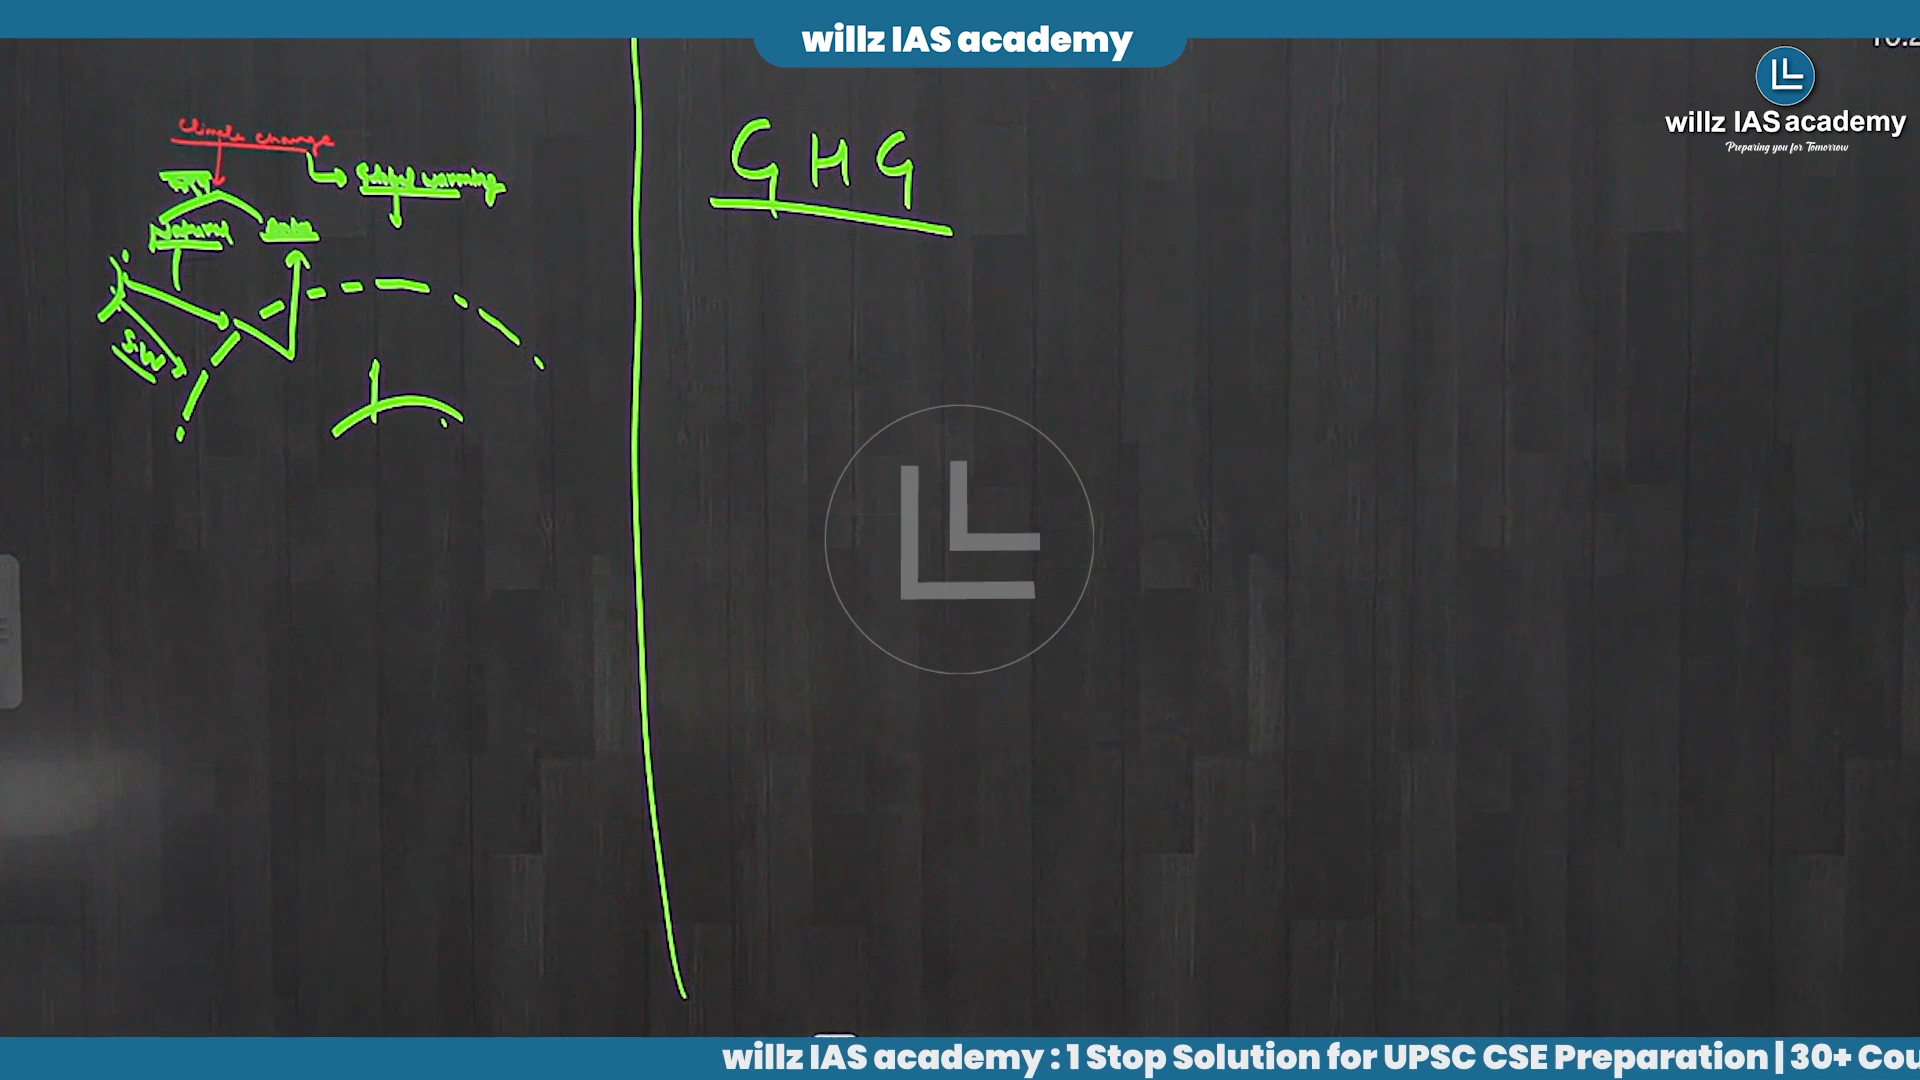 willz IAS academy
willz IAS academy
Preparing you for Tomorrow
Climate change
Global warming
Natural
GHG
S.W
willz IAS academy : 1 Stop Solution for UPSC CSE Preparation | 30+ Cou